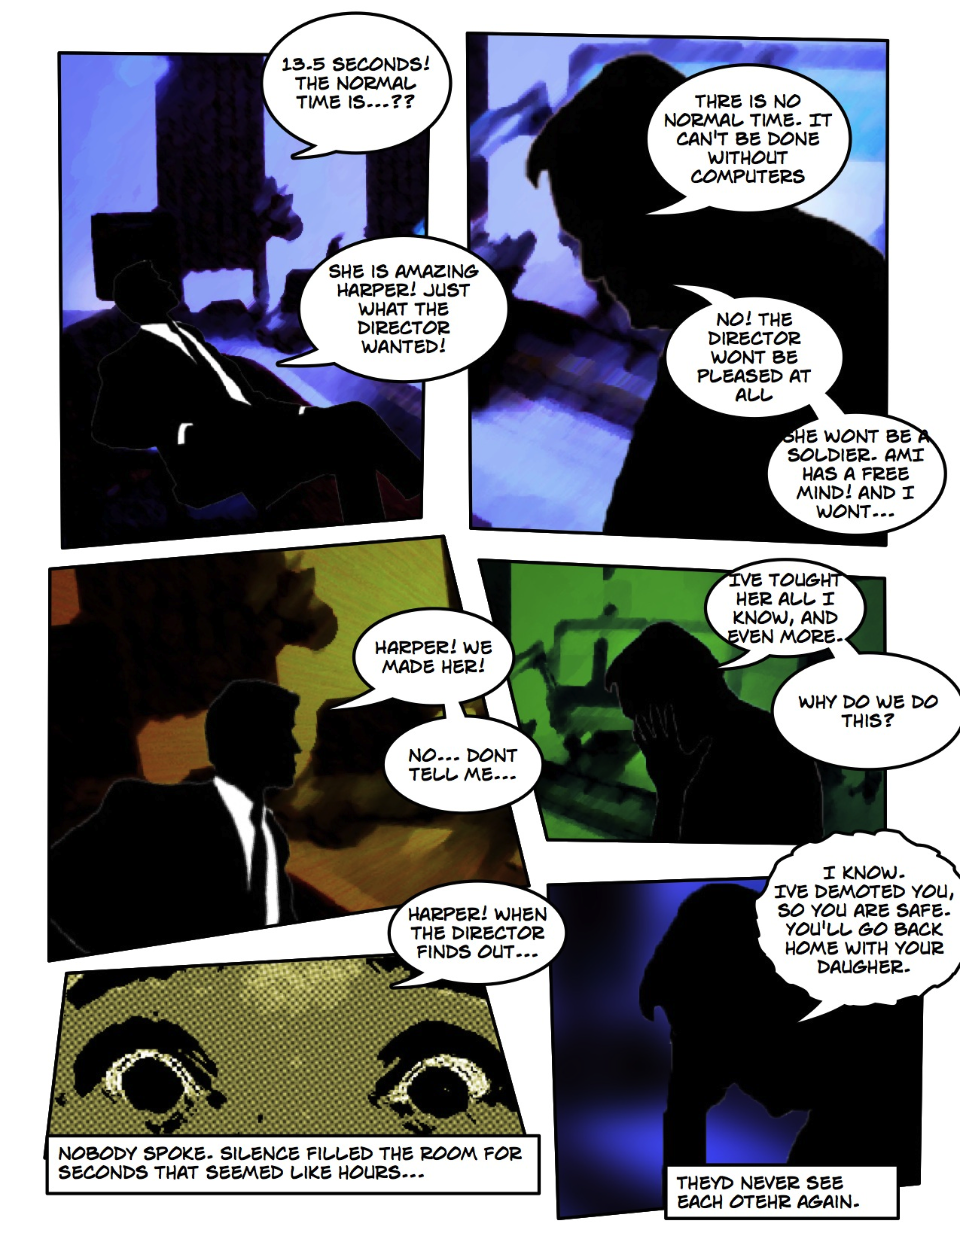 13.5 SECONDS!
THE NORMAL
TIME IS...??
SHE IS AMAZING
HARPER! JUST
WHAT THE
DIRECTOR
WANTED!
THRE IS NO
NORMAL TIME. IT
CAN'T BE DONE
WITHOUT
COMPUTERS
NO! THE
DIRECTOR
WONT BE
PLEASED AT
ALL
SHE WONT BE A
SOLDIER. AMI
HAS A FREE
MIND! AND I
WONT...
HARPER! WE
MADE HER!
NO... DONT
TELL ME...
IVE TOUGHT
HER ALL I
KNOW, AND
EVEN MORE.
WHY DO WE DO
THIS?
HARPER! WHEN
THE DIRECTOR
FINDS OUT...
NOBODY SPOKE. SILENCE FILLED THE ROOM FOR
SECONDS THAT SEEMED LIKE HOURS...
I KNOW.
IVE DEMOTED YOU,
SO YOU ARE SAFE.
YOU'LL GO BACK
HOME WITH YOUR
DAUGHER.
THEYD NEVER SEE
EACH OTEHR AGAIN.